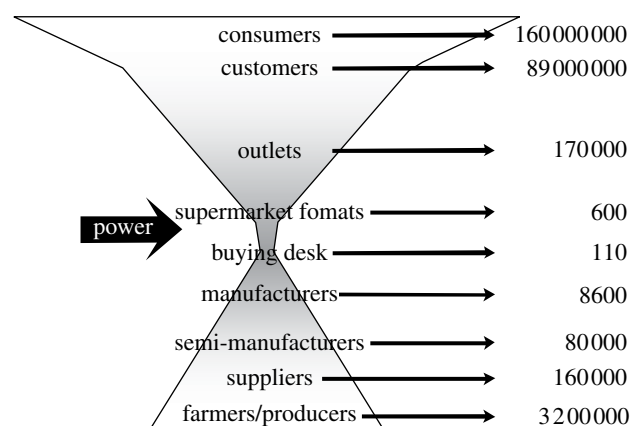 consumers 160000000
customers 89000000
outlets 170000
supermarket fomats 600
power
buying desk 110
manufacturers 8600
semi-manufacturers 80000
suppliers 160000
farmers/producers 3200000